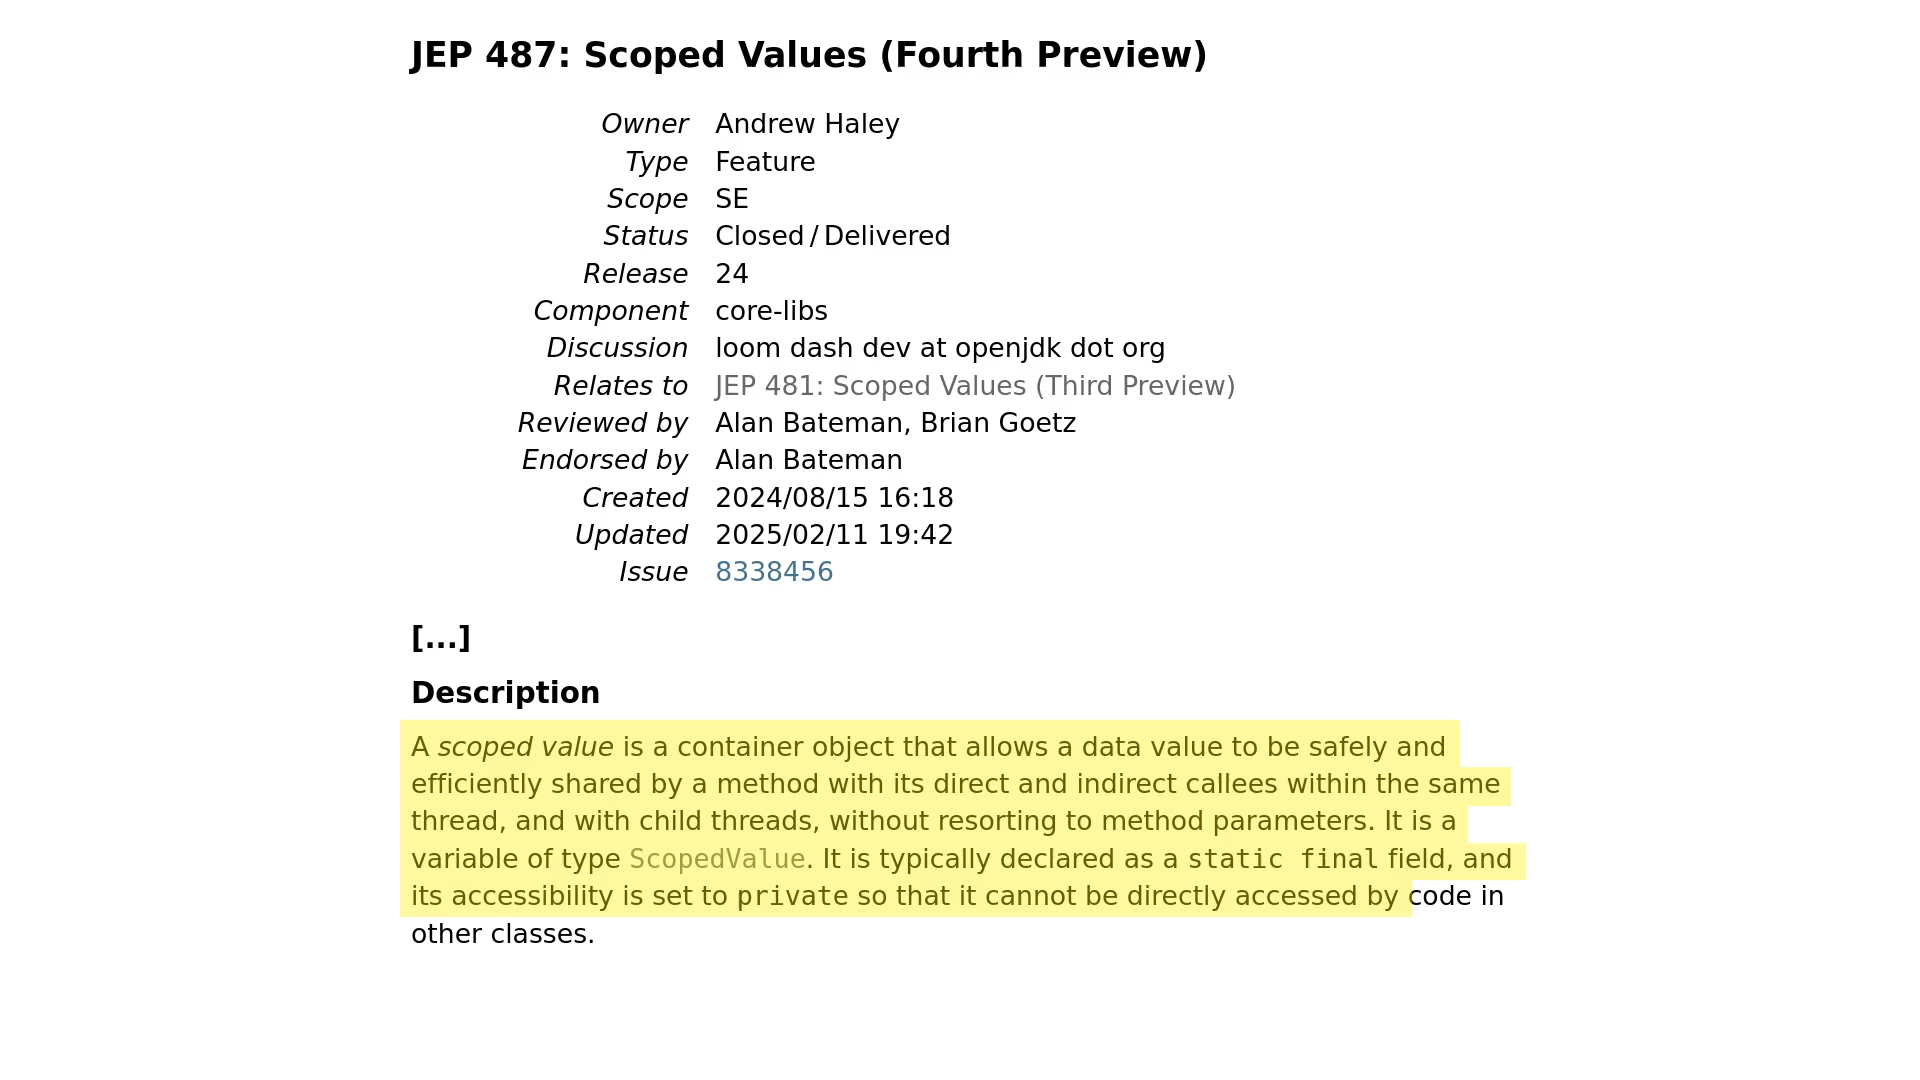 JEP 487: Scoped Values (Fourth Preview)
Owner Andrew Haley
Type Feature
Scope SE
Status Closed / Delivered
Release 24
Component core-libs
Discussion loom dash dev at openjdk dot org
Relates to JEP 481: Scoped Values (Third Preview)
Reviewed by Alan Bateman, Brian Goetz
Endorsed by Alan Bateman
Created 2024/08/15 16:18
Updated 2025/02/11 19:42
Issue 8338456
[...]
Description
A scoped value is a container object that allows a data value to be safely and
efficiently shared by a method with its direct and indirect callees within the same
thread, and with child threads, without resorting to method parameters. It is a
variable of type ScopedValue. It is typically declared as a static final field, and
its accessibility is set to private so that it cannot be directly accessed by code in
other classes.